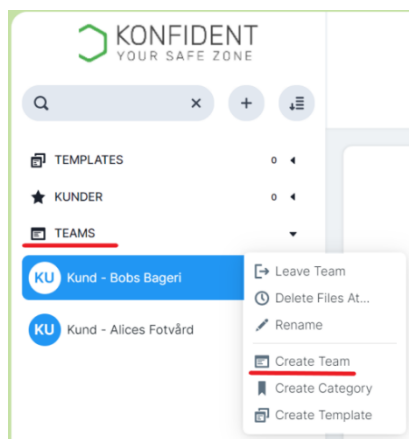 KONFIDENT
YOUR SAFE ZONE
TEMPLATES 0
KUNDER 0
TEAMS
KU Kund - Bobs Bageri
KU Kund - Alices Fotvård
Leave Team
Delete Files At...
Rename
Create Team
Create Category
Create Template